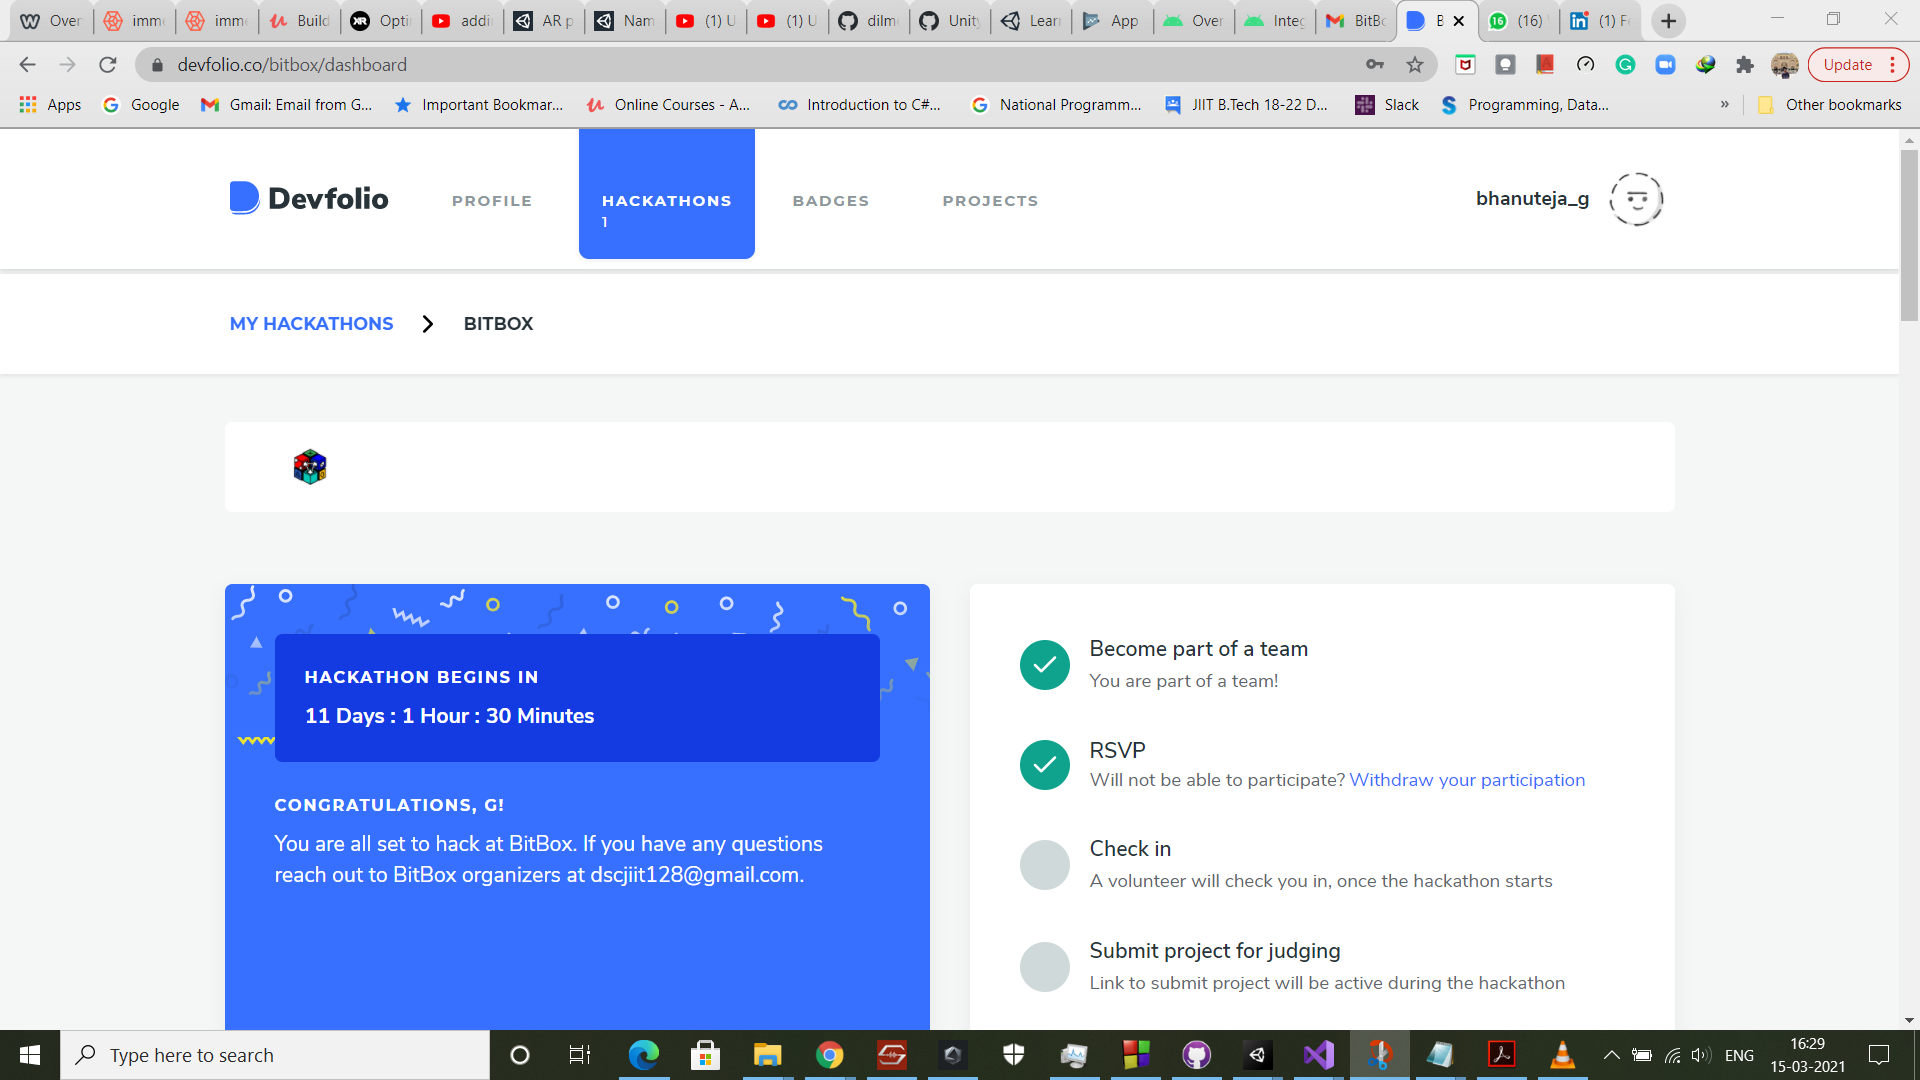 Over
imme
imme
Build
Opti
addi
AR p
Nam
(1) U
(1) U
dilme
Unity
Learn
App
Over
Integ
BitBo
B
(16)
(1) Fe
devfolio.co/bitbox/dashboard
Update
Apps
Google
Gmail: Email from G...
Important Bookmar...
Online Courses - A...
Introduction to C#...
National Programm...
JIIT B.Tech 18-22 D...
Slack
Programming, Data...
»
Other bookmarks
Devfolio
PROFILE
HACKATHONS
1
BADGES
PROJECTS
bhanuteja_g
MY HACKATHONS
BITBOX
HACKATHON BEGINS IN
11 Days : 1 Hour : 30 Minutes
CONGRATULATIONS, G!
You are all set to hack at BitBox. If you have any questions
reach out to BitBox organizers at dscjiit128@gmail.com.
Become part of a team
You are part of a team!
RSVP
Will not be able to participate? Withdraw your participation
Check in
A volunteer will check you in, once the hackathon starts
Submit project for judging
Link to submit project will be active during the hackathon
Type here to search
ENG
16:29
15-03-2021